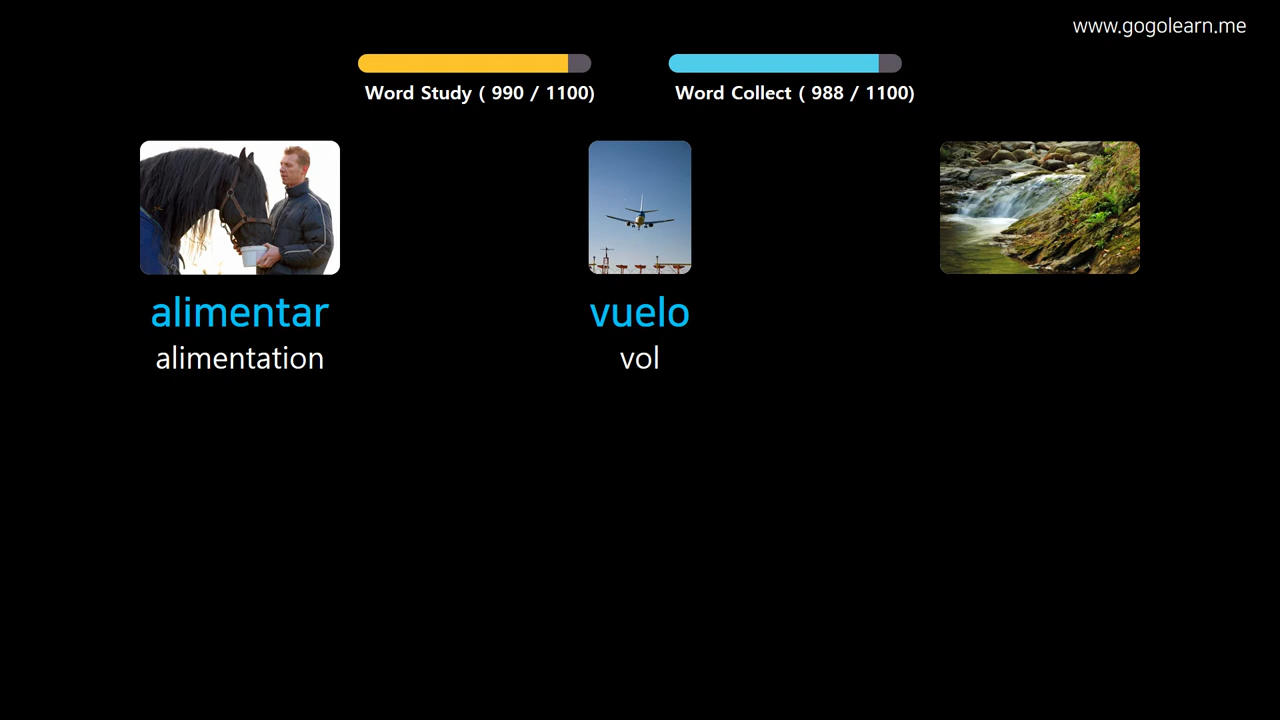 www.gogolearn.me
Word Study ( 990 / 1100)
Word Collect ( 988 / 1100)
alimentar
vuelo
alimentation
vol